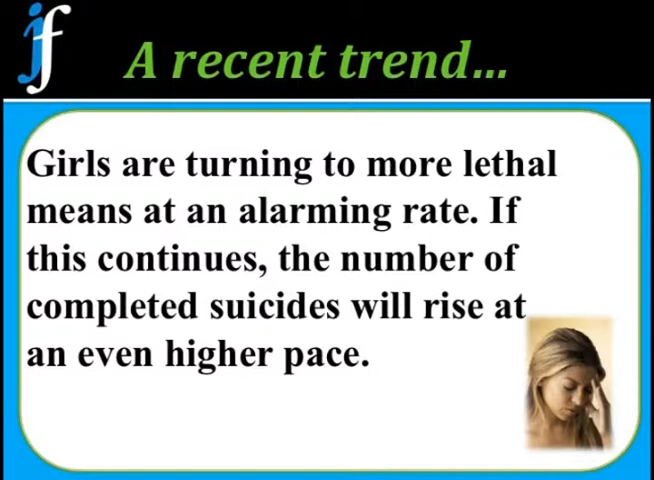 jf
A recent trend...
Girls are turning to more lethal
means at an alarming rate. If
this continues, the number of
completed suicides will rise at
an even higher pace.